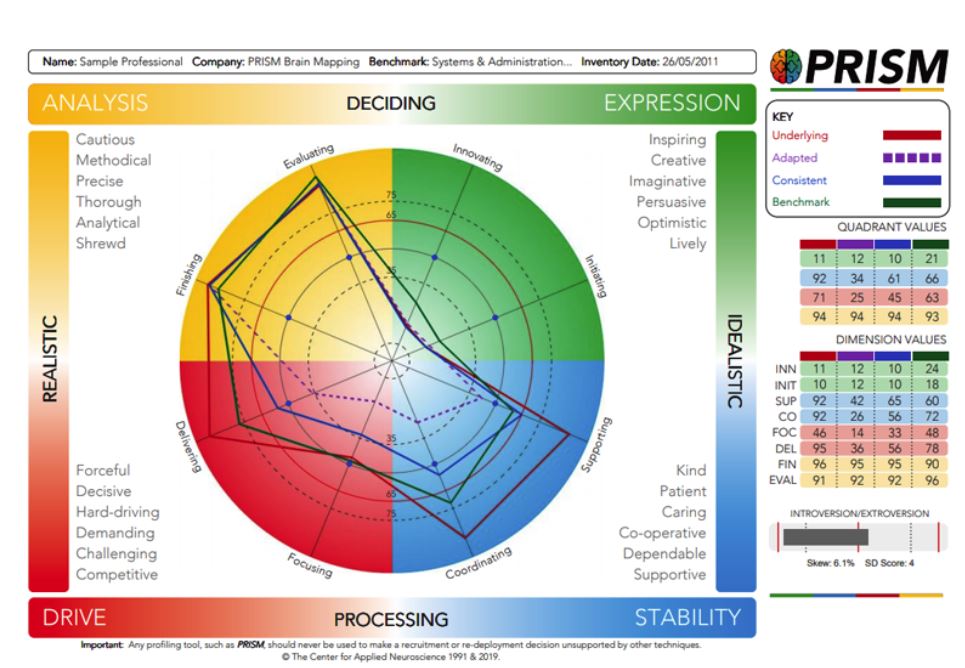 Name: Sample Professional Company: PRISM Brain Mapping Benchmark: Systems & Administration... Inventory Date: 26/05/2011
PRISM
ANALYSIS DECIDING EXPRESSION
KEY
Underlying
Adapted
Consistent
Benchmark
REALISTIC
Cautious
Methodical
Precise
Thorough
Analytical
Shrewd
Inspiring
Creative
Imaginative
Persuasive
Optimistic
Lively
IDEALISTIC
Evaluating
Innovating
Initiating
Supporting
Coordinating
Focusing
Delivering
Finishing
75
65
35
35
65
75
Forceful
Decisive
Hard-driving
Demanding
Challenging
Competitive
Kind
Patient
Caring
Co-operative
Dependable
Supportive
QUADRANT VALUES
11 12 10 21
92 34 61 66
71 25 45 63
94 94 94 93
DIMENSION VALUES
INN 11 12 10 24
INIT 10 12 10 18
SUP 92 42 65 60
CO 92 26 56 72
FOC 46 14 33 48
DEL 95 36 56 78
FIN 96 95 95 90
EVAL 91 92 92 96
INTROVERSION/EXTROVERSION
Skew: 6.1% SD Score: 4
DRIVE PROCESSING STABILITY
Important: Any profiling tool, such as PRISM, should never be used to make a recruitment or re-deployment decision unsupported by other techniques.
© The Center for Applied Neuroscience 1991 & 2019.